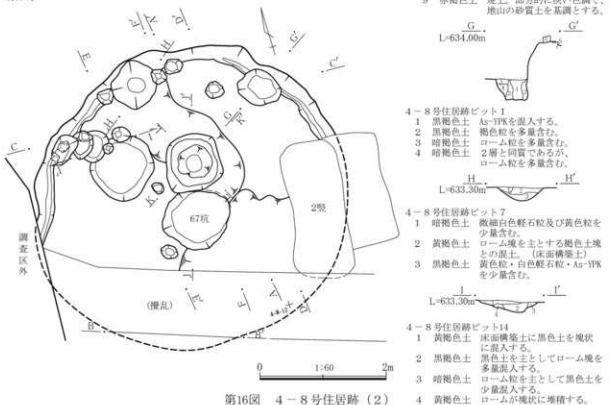 9 赤褐色土
地山の砂質土を基調とする。
G G'
L=634.00m
4－8号住居跡ピット1
1 黒褐色土 As-YPKを混入する。
2 黒褐色土 褐色粒を多量含む。
3 暗褐色土 ローム粒を多量含む。
4 暗褐色土 2層と同質であるが、
ローム粒を多量含む。
H H'
L=633.30m
4－8号住居跡ピット7
1 暗褐色土 微細白色軽石粒及び黄色粒を
少量含む。
2 黄褐色土 ローム塊を主とする褐色土塊
との混土。（床面構築土）
3 黒褐色土 黄色粒・白色軽石粒・As-YPK
を少量含む。
I I'
L=633.30m
4－8号住居跡ピット14
1 黄褐色土 床面構築土に黒色土を塊状
に混入する。
2 黒褐色土 黒色土を主としてローム塊を
多量混入する。
3 暗褐色土 ローム粒を主として黒色土を
少量混入する。
4 黄褐色土 ロームが塊状に堆積する。
E
A
D
H
G'
C'
G
C
K
67坑
2竪
調査区外
(撹乱)
F
B
B'
0 1:60 2m
第16図 4－8号住居跡（2）